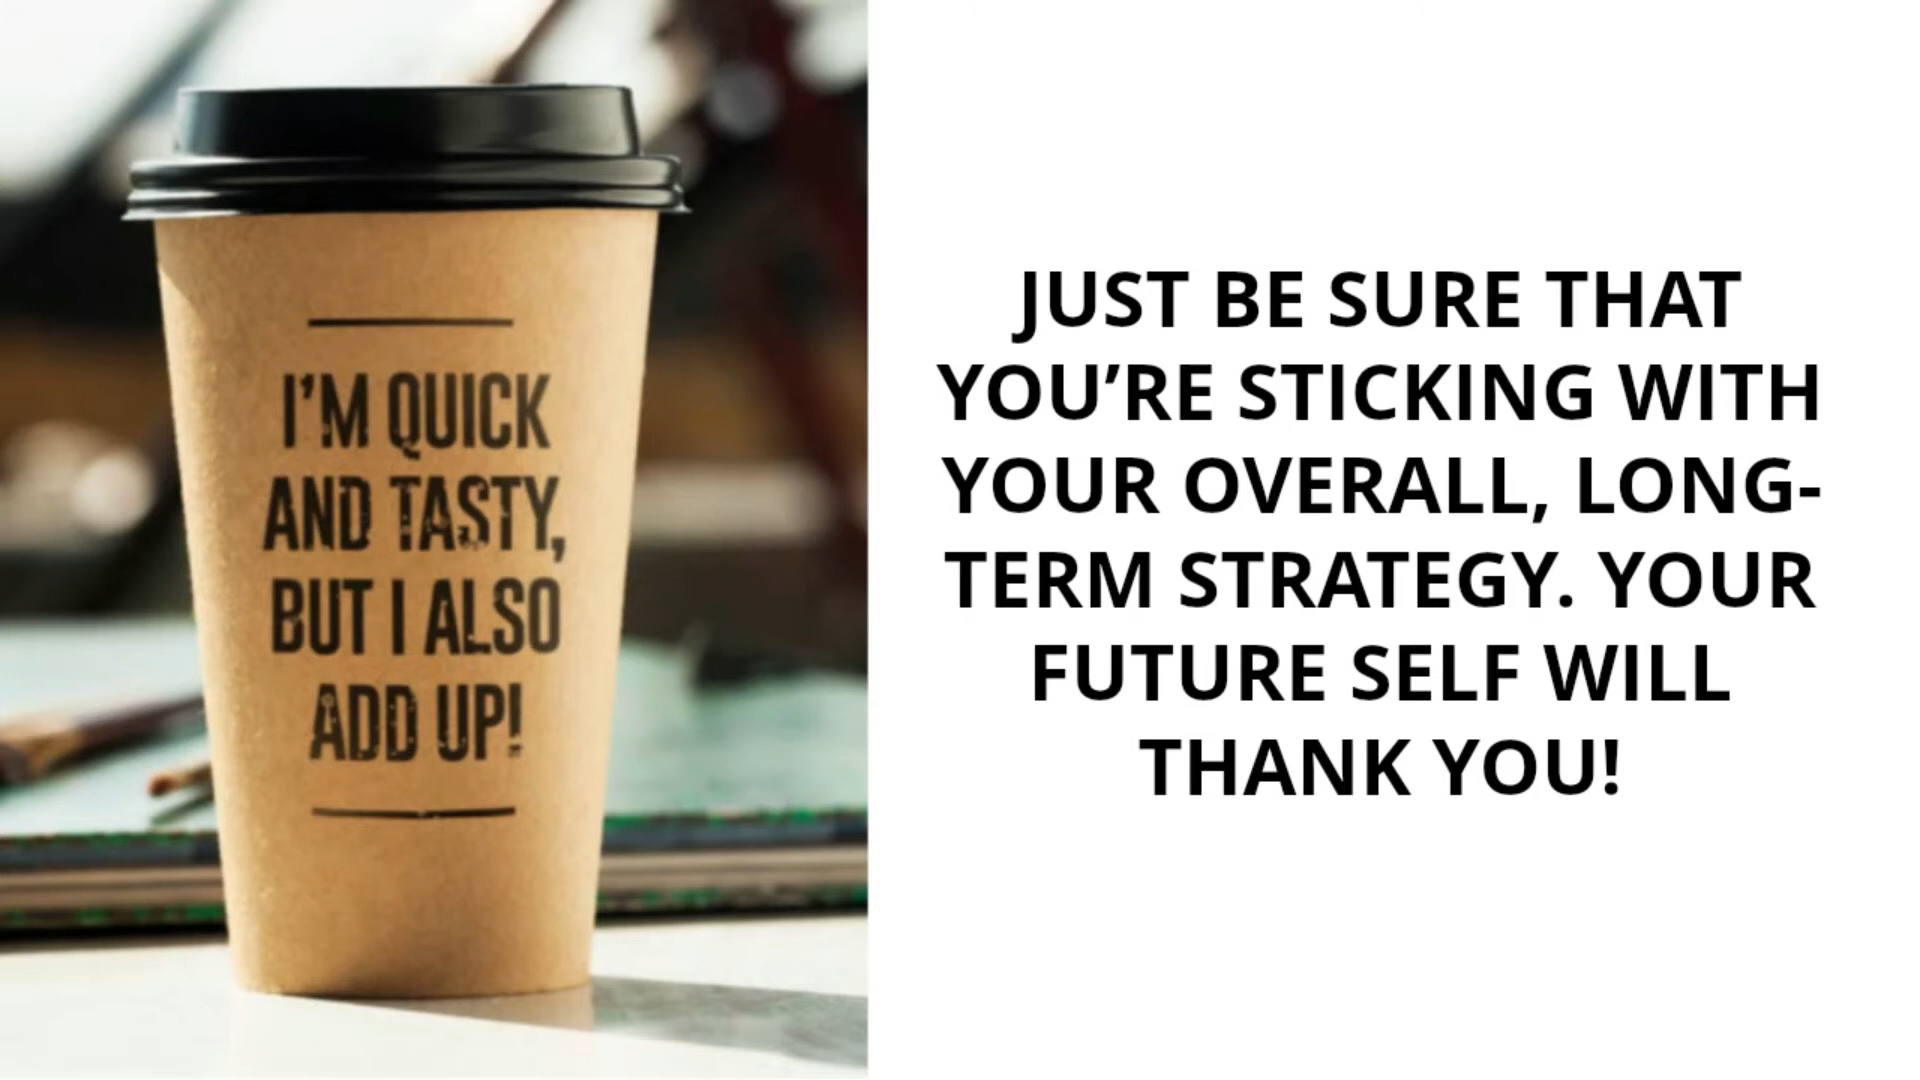 I'M QUICK
AND TASTY,
BUT I ALSO
ADD UP!
JUST BE SURE THAT
YOU’RE STICKING WITH
YOUR OVERALL, LONG-
TERM STRATEGY. YOUR
FUTURE SELF WILL
THANK YOU!